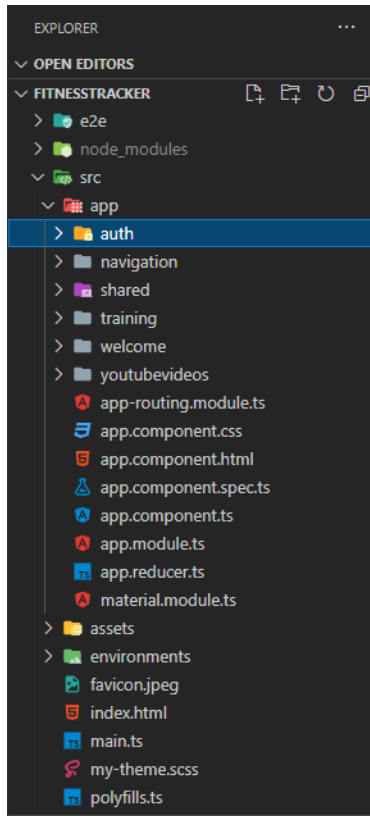 EXPLORER
OPEN EDITORS
FITNESSTRACKER
e2e
node_modules
src
app
auth
navigation
shared
training
welcome
youtubevideos
app-routing.module.ts
app.component.css
app.component.html
app.component.spec.ts
app.component.ts
app.module.ts
app.reducer.ts
material.module.ts
assets
environments
favicon.jpeg
index.html
main.ts
my-theme.scss
polyfills.ts